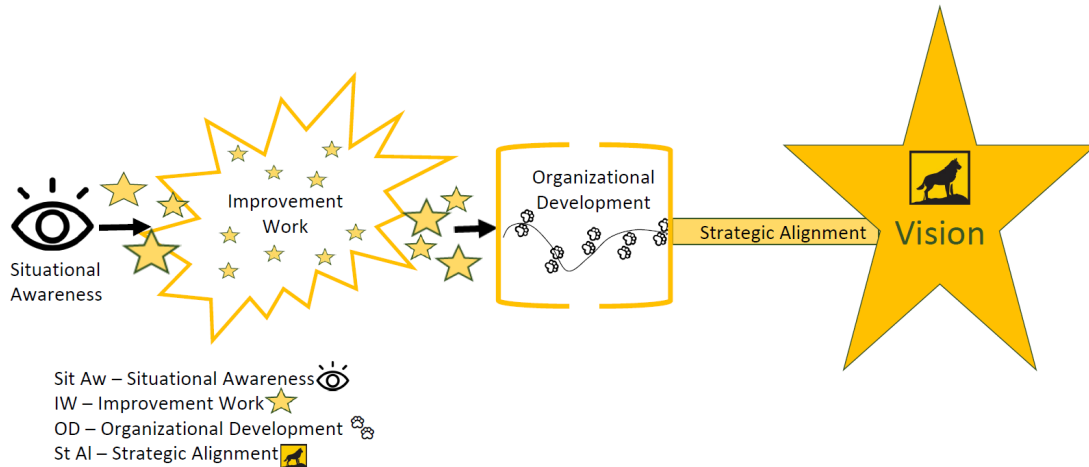 Situational
Awareness
Improvement
Work
Organizational
Development
Strategic Alignment
Vision
Sit Aw – Situational Awareness
IW – Improvement Work
OD – Organizational Development
St Al – Strategic Alignment